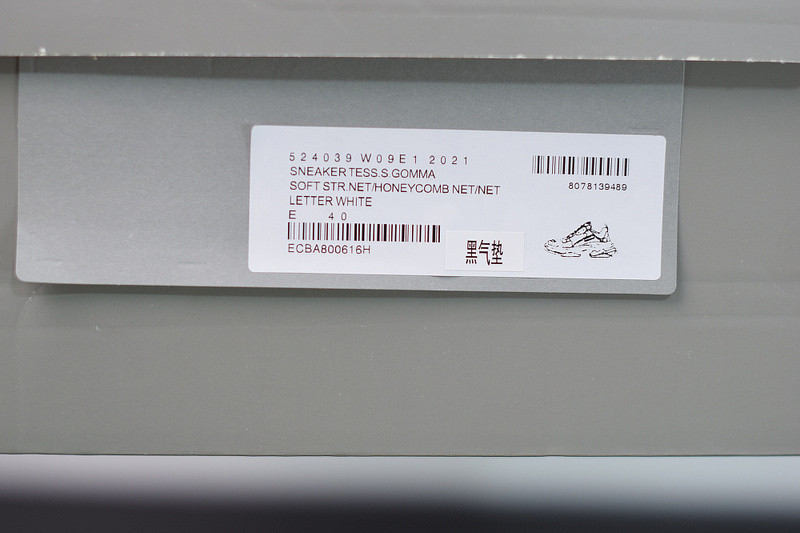 524039 W09E1 2021
SNEAKER TESS.S.GOMMA
SOFT STR.NET/HONEYCOMB NET/NET
LETTER WHITE
E 40
ECBA800616H
8078139489
黑气垫